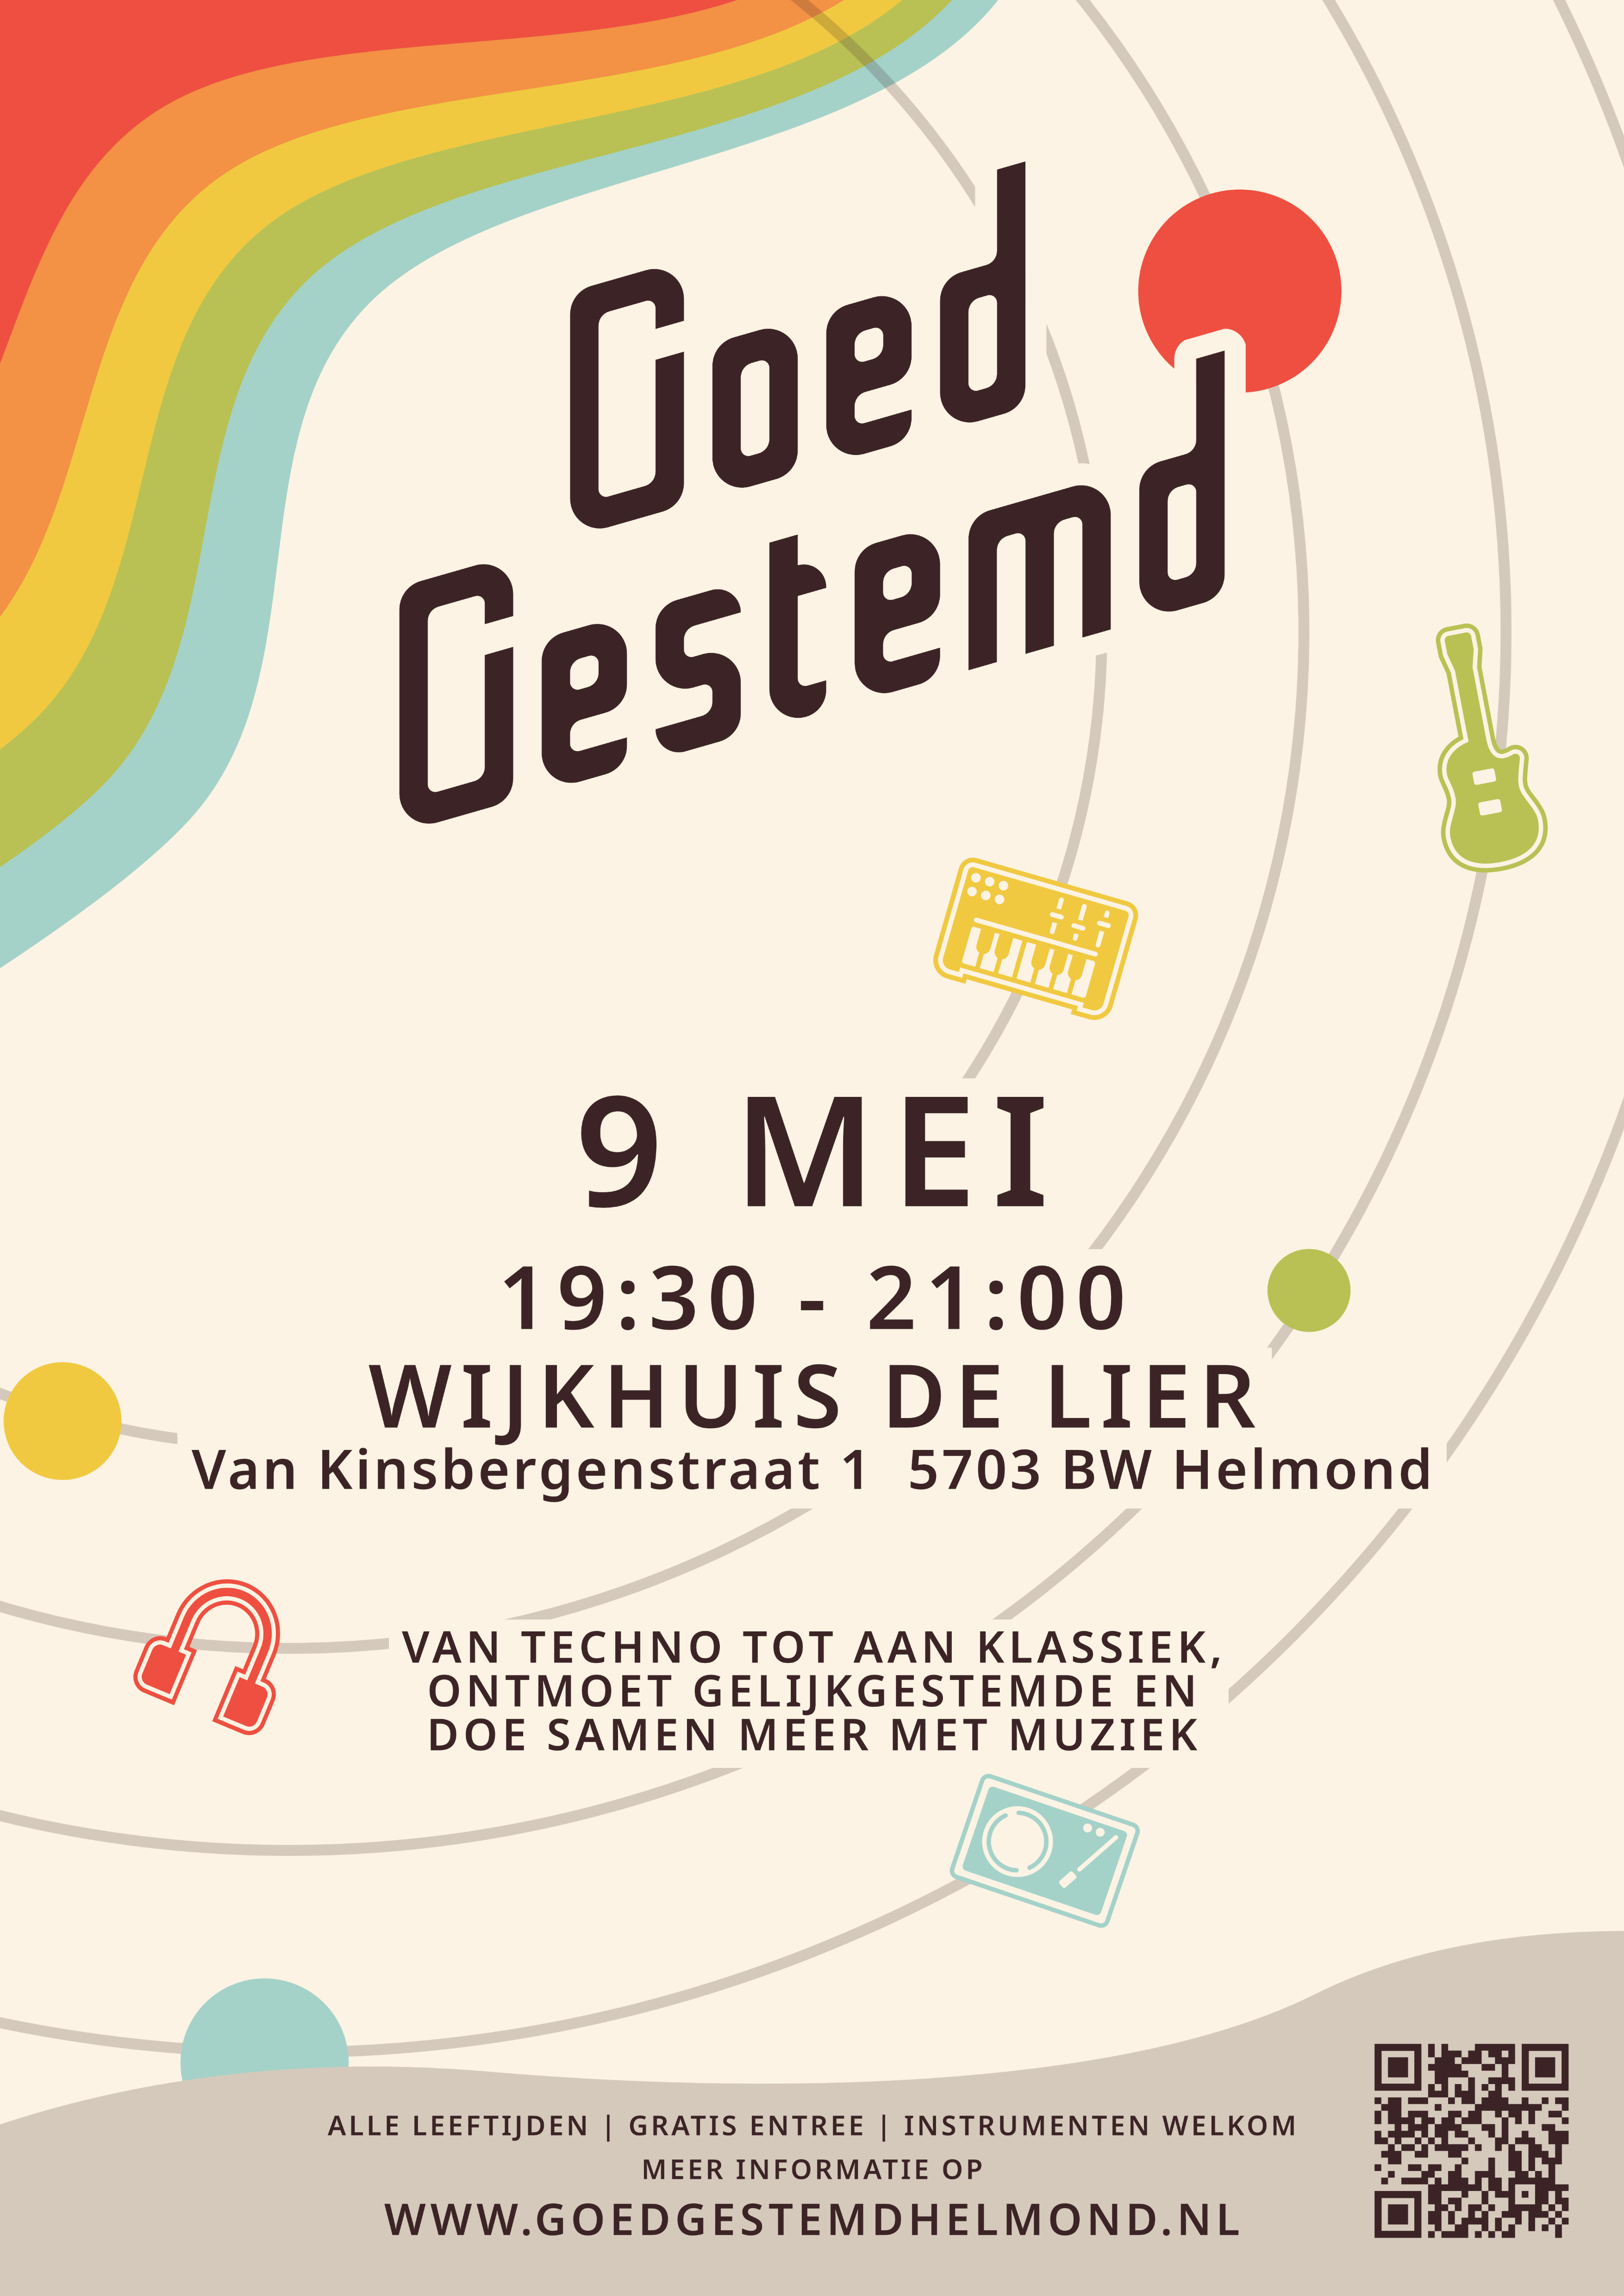 Goed
Gestemd
9 MEI
19:30 - 21:00
WIJKHUIS DE LIER
Van Kinsbergenstraat 1 5703 BW Helmond
VAN TECHNO TOT AAN KLASSIEK,
ONTMOET GELIJKGESTEMDE EN
DOE SAMEN MEER MET MUZIEK
ALLE LEEFTIJDEN | GRATIS ENTREE | INSTRUMENTEN WELKOM
MEER INFORMATIE OP
WWW.GOEDGESTEMDHELMOND.NL